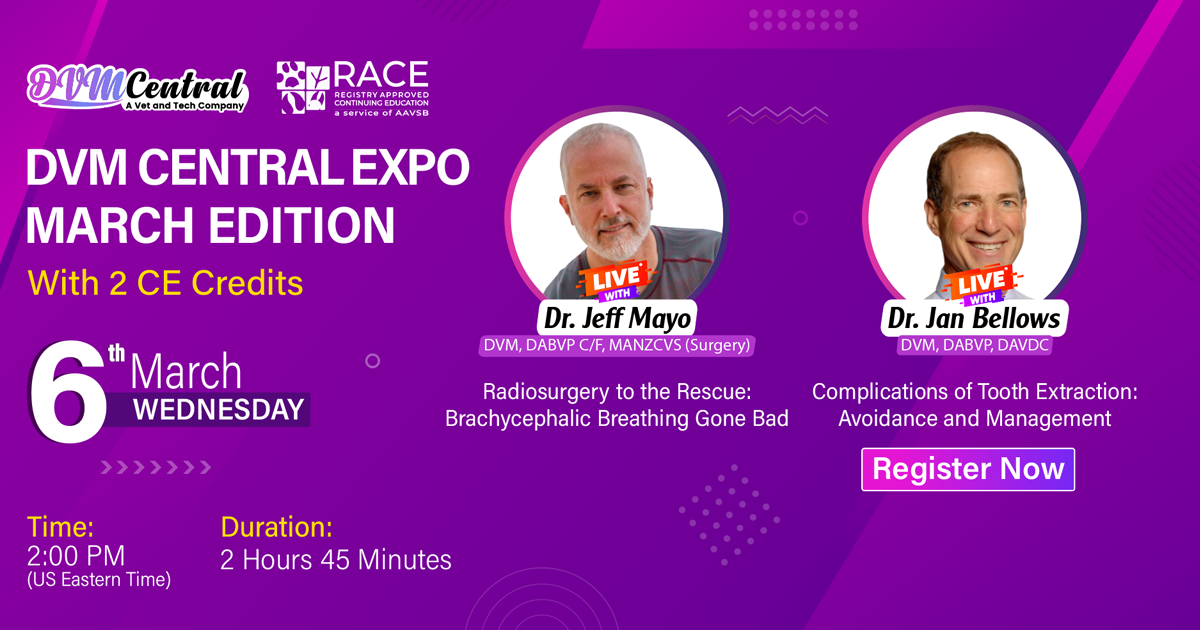 DVMCentral
A Vet and Tech Company
RACE
REGISTRY APPROVED
CONTINUING EDUCATION
a service of AAVSB
DVM CENTRAL EXPO
MARCH EDITION
With 2 CE Credits
6th March
WEDNESDAY
Time:
2:00 PM
(US Eastern Time)
Duration:
2 Hours 45 Minutes
LIVE
WITH
Dr. Jeff Mayo
DVM, DABVP C/F, MANZCVS (Surgery)
Radiosurgery to the Rescue:
Brachycephalic Breathing Gone Bad
LIVE
WITH
Dr. Jan Bellows
DVM, DABVP, DAVDC
Complications of Tooth Extraction:
Avoidance and Management
Register Now